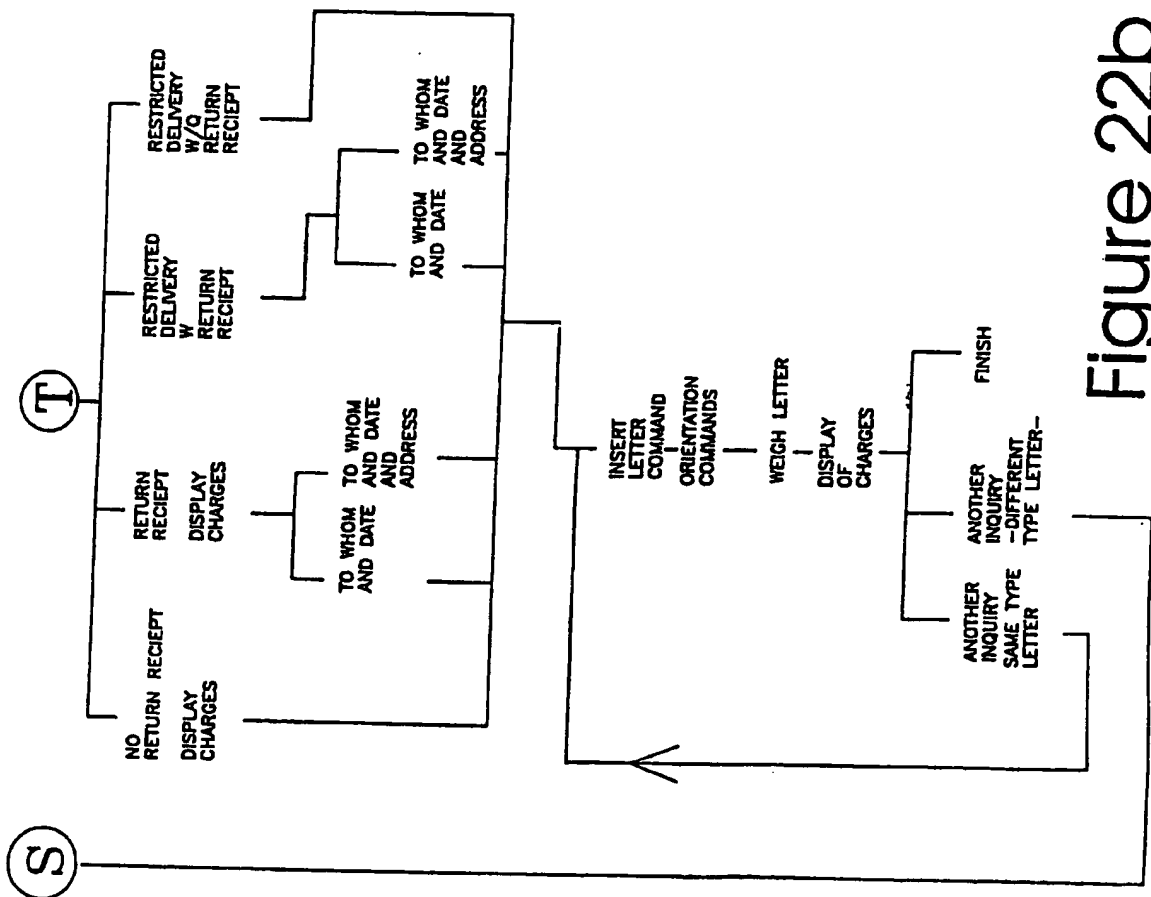 S
T
NO
RETURN RECIEPT
DISPLAY
CHARGES
RETURN
RECIEPT
DISPLAY
CHARGES
RESTRICTED
DELIVERY
W RETURN
RECIEPT
RESTRICTED
DELIVERY
W/Q
RETURN
RECIEPT
TO WHOM
AND DATE
TO WHOM
AND DATE
AND
ADDRESS
TO WHOM
AND DATE
TO WHOM
AND DATE
AND
ADDRESS
INSERT
LETTER
COMMAND
ORIENTATION
COMMANDS
WEIGH LETTER
DISPLAY
OF
CHARGES
ANOTHER
INQUIRY
SAME TYPE
LETTER
ANOTHER
INQUIRY
-DIFFERENT
TYPE LETTER-
FINISH
Figure 22b